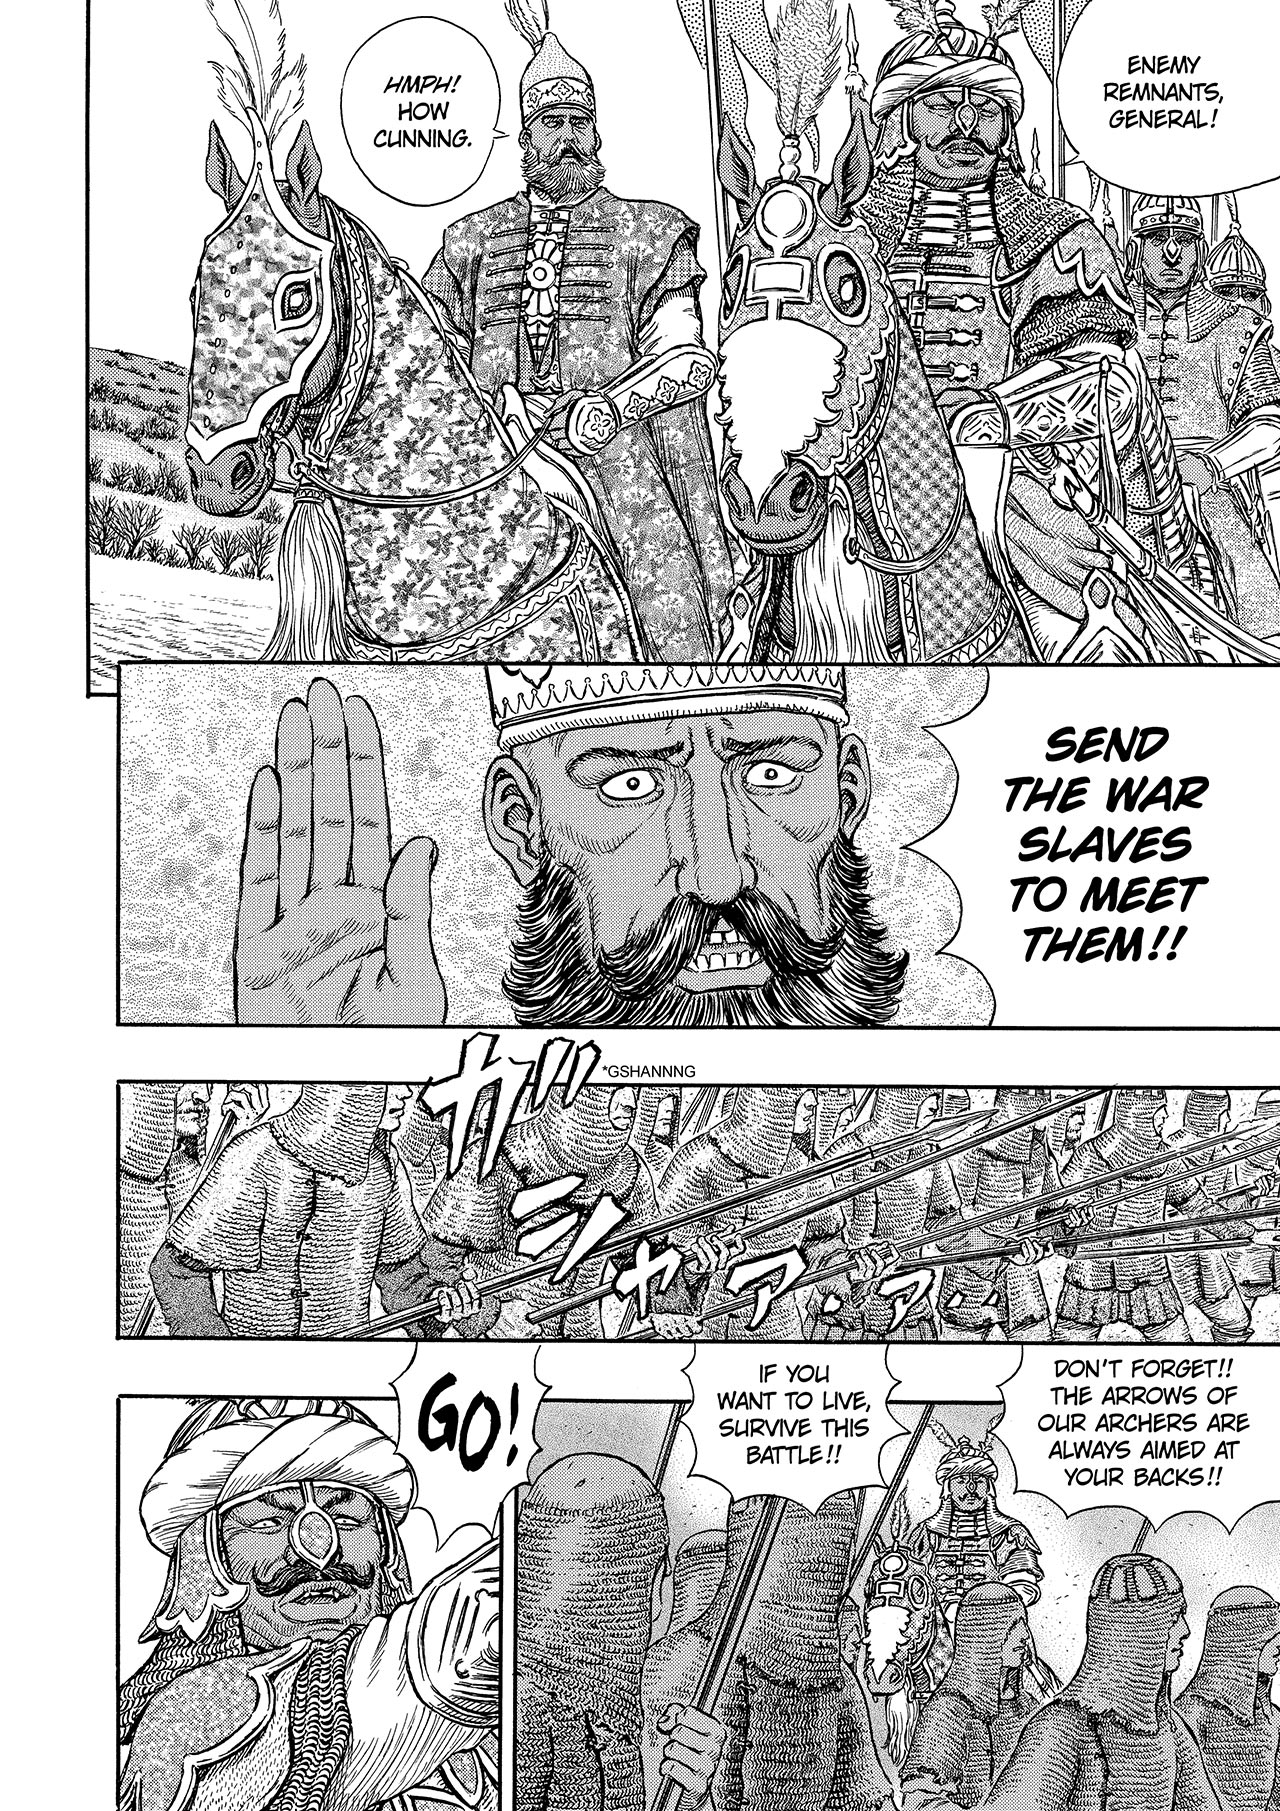 ENEMY
REMNANTS,
GENERAL!
HMPH!
HOW
CUNNING.
SEND
THE WAR
SLAVES
TO MEET
THEM!!
ガシャアァ
*GSHANNNG
DON'T FORGET!!
THE ARROWS OF
OUR ARCHERS ARE
ALWAYS AIMED AT
YOUR BACKS!!
IF YOU
WANT TO LIVE,
SURVIVE THIS
BATTLE!!
GO!